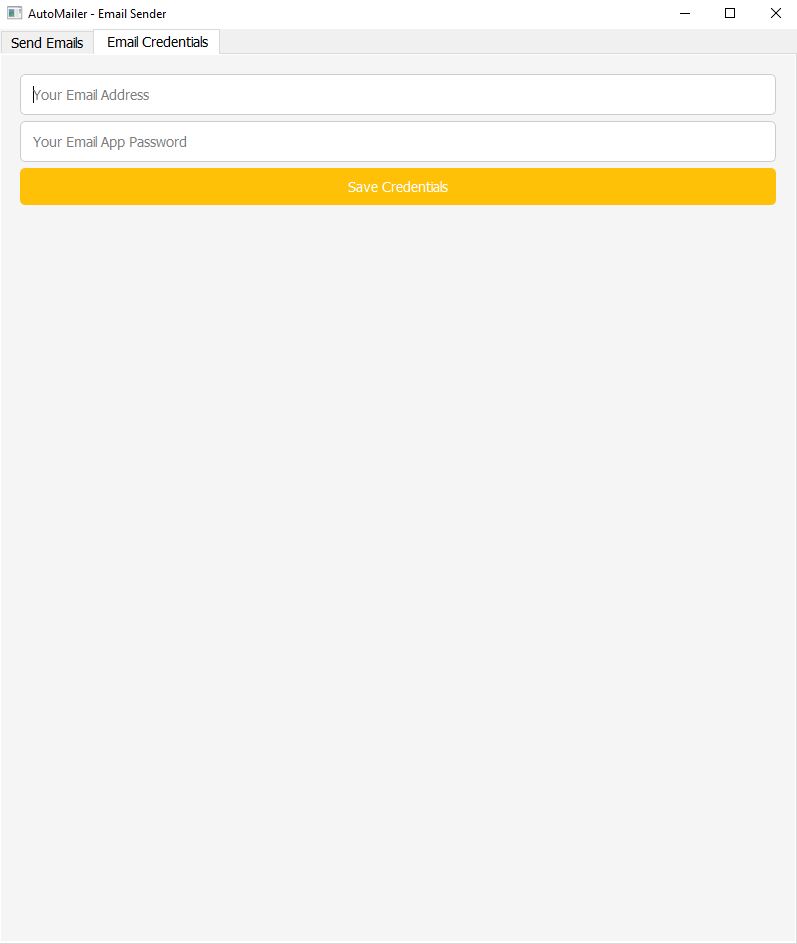 AutoMailer - Email Sender
Send Emails Email Credentials
Your Email Address
Your Email App Password
Save Credentials